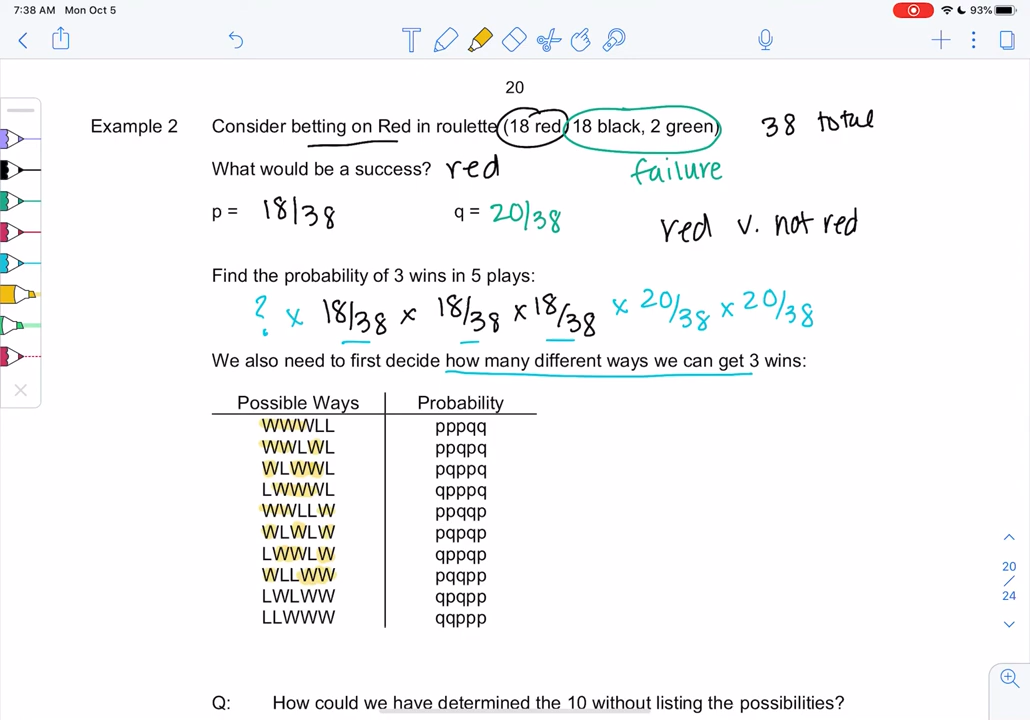 7:38 AM Mon Oct 5
93%
20
Example 2 Consider betting on Red in roulette (18 red, 18 black, 2 green) 38 total
What would be a success? red failure
p = 18/38 q = 20/38 red v. not red
Find the probability of 3 wins in 5 plays:
? x 18/38 x 18/38 x 18/38 x 20/38 x 20/38
We also need to first decide how many different ways we can get 3 wins:
Possible Ways Probability
WWWLL pppqq
WWLWL ppqpq
WLWWL pqppq
LWWWL qpppq
WWLLW ppqqp
WLWLW pqpqp
LWWLW qppqp
WLLWW pqqpp
LWLWW qpqpp
LLWWW qqppp
20
/
24
Q: How could we have determined the 10 without listing the possibilities?